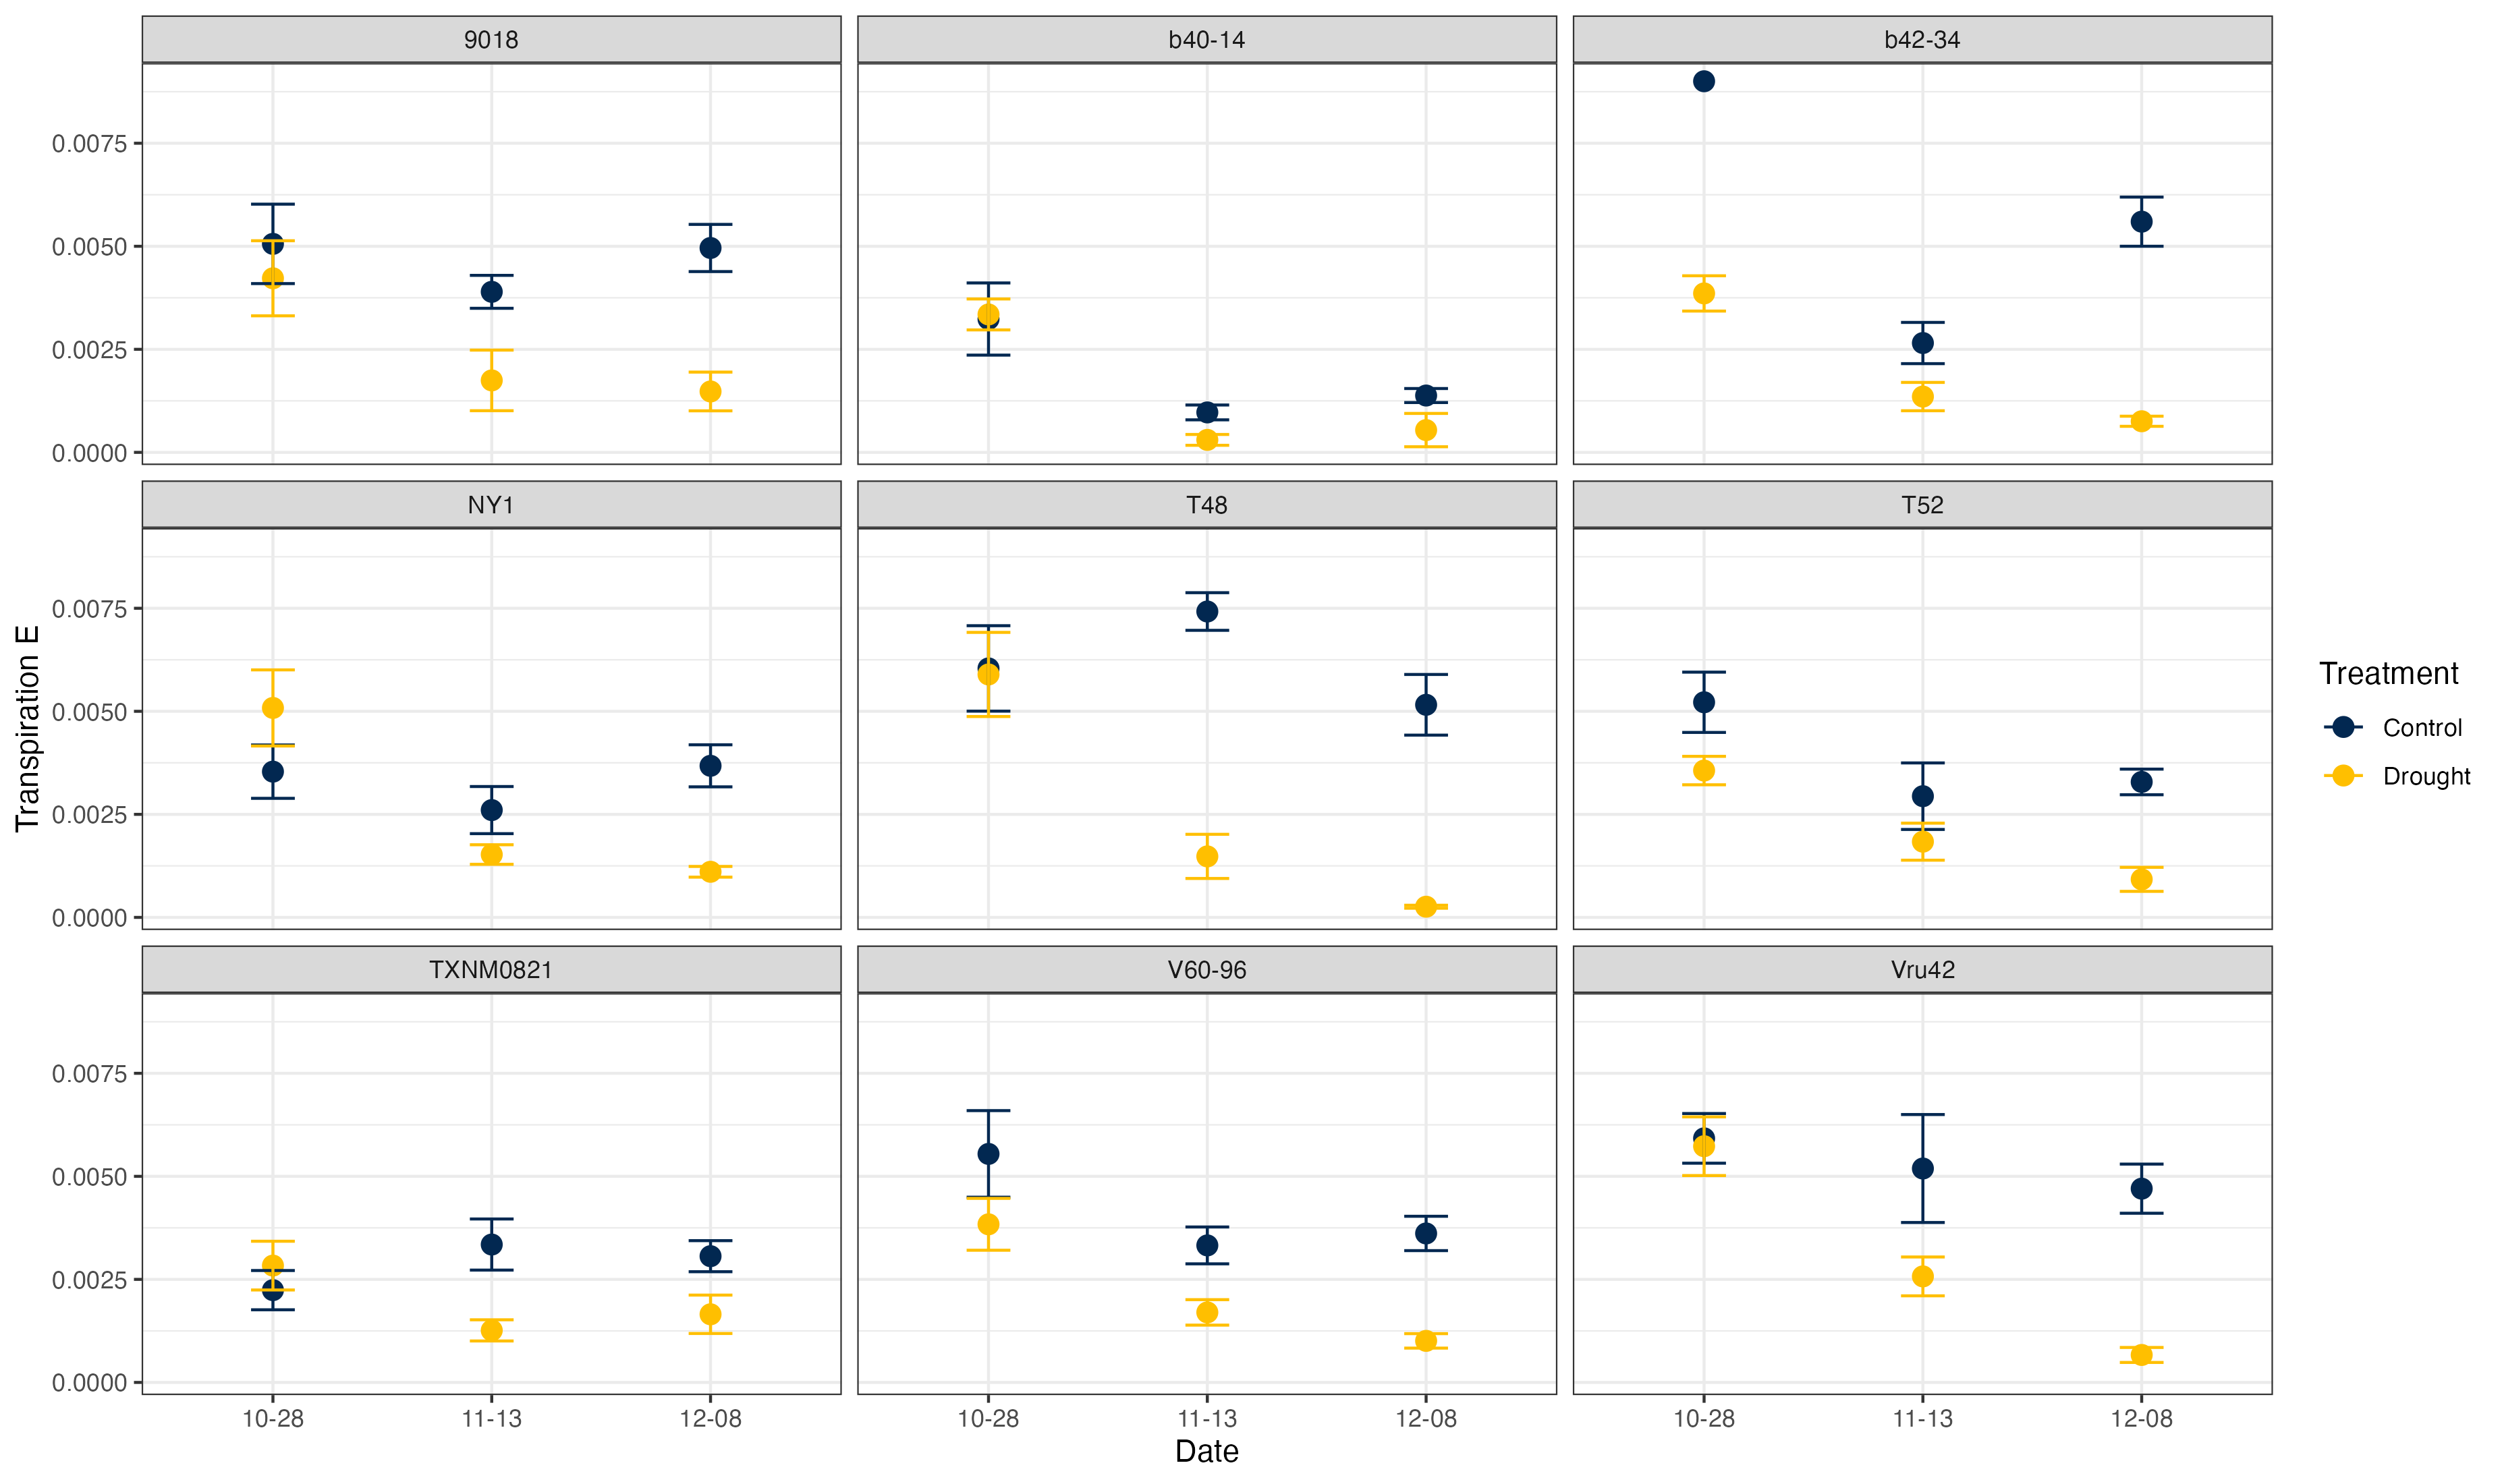 9018
b40-14
b42-34
0.0075
0.0050
0.0025
0.0000
NY1
T48
T52
0.0075
0.0050
0.0025
0.0000
TXNM0821
V60-96
Vru42
0.0075
0.0050
0.0025
0.0000
10-28 11-13 12-08
10-28 11-13 12-08
10-28 11-13 12-08
Date
Transpiration E
Treatment
Control
Drought